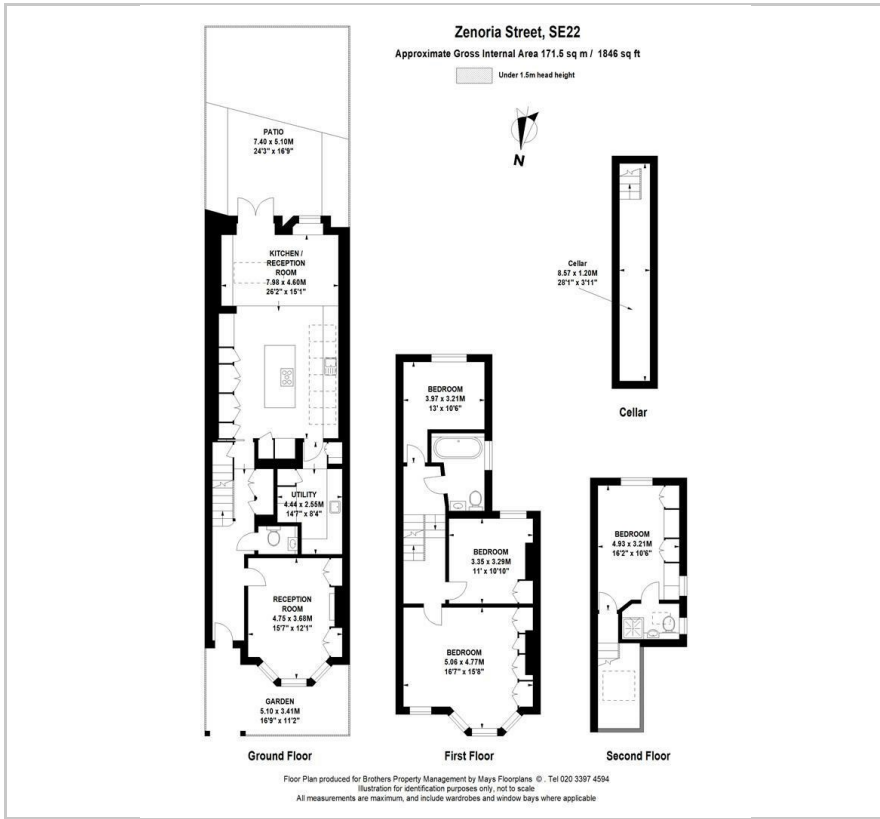 Zenoria Street, SE22
Approximate Gross Internal Area 171.5 sq m / 1846 sq ft
Under 1.5m head height
N
PATIO
7.40 x 5.10M
24'3" x 16'9"
KITCHEN /
RECEPTION
ROOM
7.98 x 4.60M
26'2" x 15'1"
UTILITY
4.44 x 2.55M
14'7" x 8'4"
RECEPTION
ROOM
4.75 x 3.68M
15'7" x 12'1"
GARDEN
5.10 x 3.41M
16'9" x 11'2"
Ground Floor
BEDROOM
3.97 x 3.21M
13' x 10'6"
BEDROOM
3.35 x 3.29M
11' x 10'10"
BEDROOM
5.06 x 4.77M
16'7" x 15'8"
First Floor
Cellar
8.57 x 1.20M
28'1" x 3'11"
Cellar
BEDROOM
4.93 x 3.21M
16'2" x 10'6"
Second Floor
Floor Plan produced for Brothers Property Management by Mays Floorplans © . Tel 020 3397 4594
Illustration for identification purposes only, not to scale
All measurements are maximum, and include wardrobes and window bays where applicable